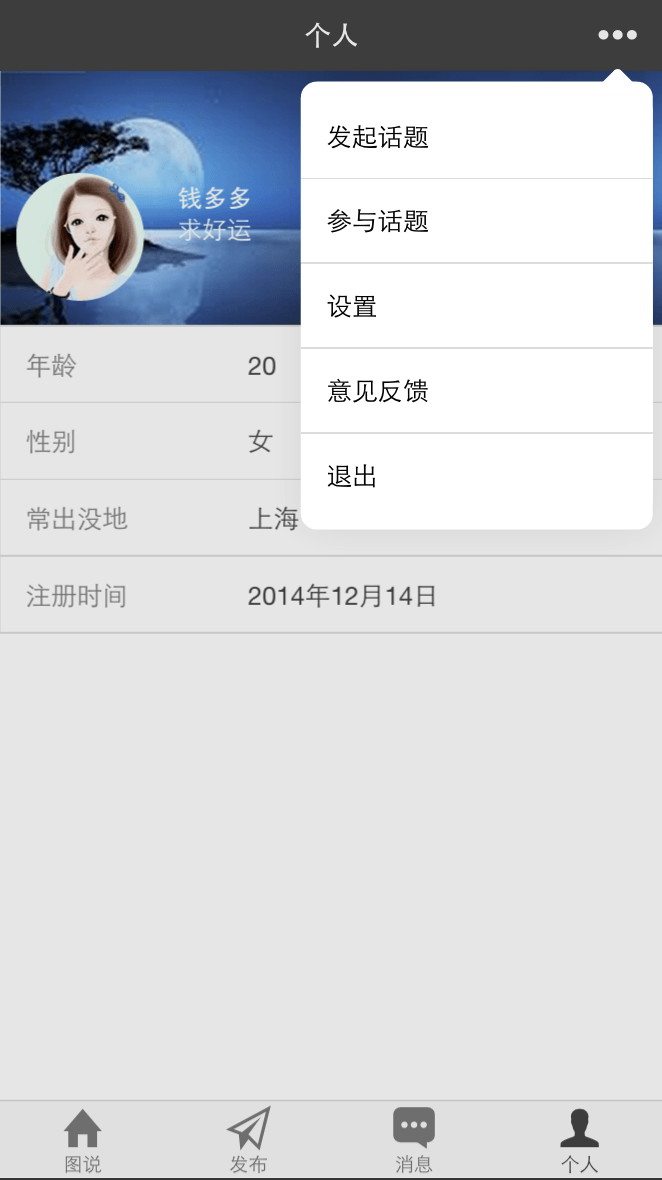 个人
发起话题
参与话题
设置
意见反馈
退出
钱多多
求好运
年龄 20
性别 女
常出没地 上海
注册时间 2014年12月14日
图说 发布 消息 个人